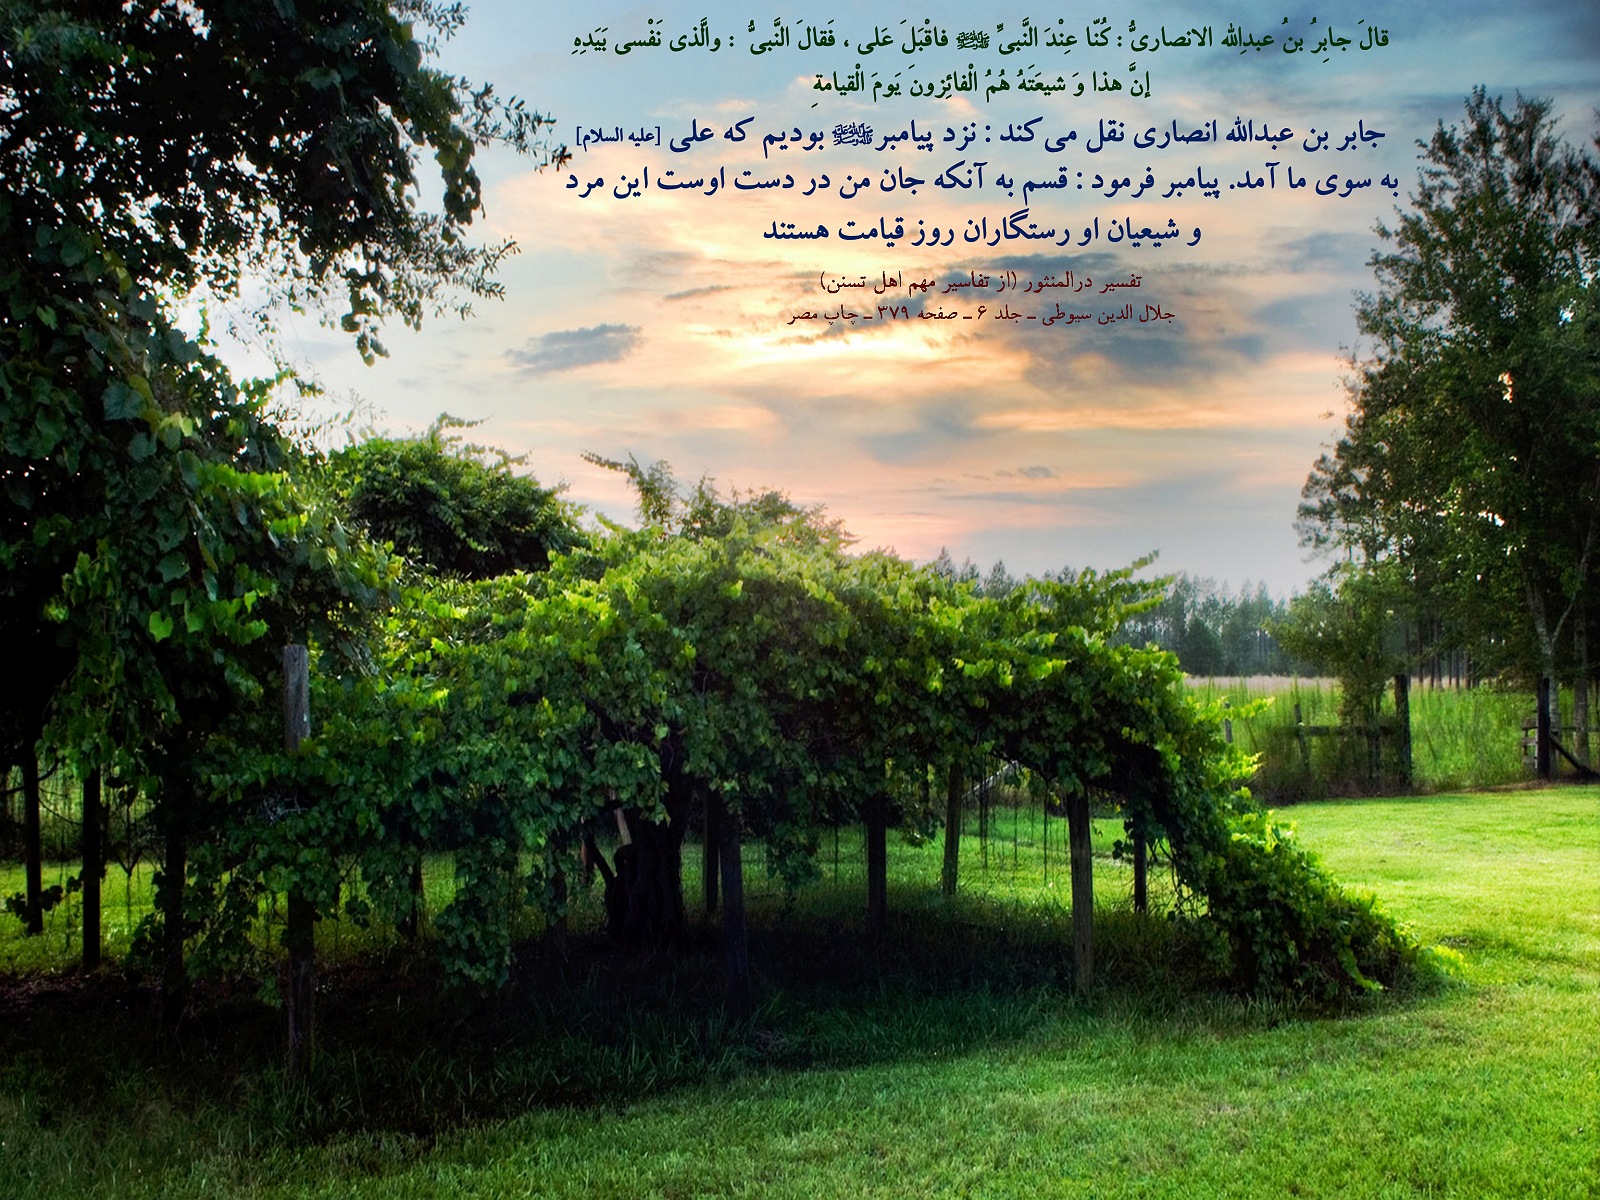 قالَ جابِرُ بنُ عبدِالله الانصاریُّ : کُنّا عِنْدَ النَّبیِّ ﷺ فاقْبَلَ عَلی ، فَقالَ النَّبیُّ : والَّذی نَفْسی بَیَدِهِ
إنَّ هذا وَ شیعَتَهُ هُمُ الْفائِزونَ یَومَ الْقیامةِ
جابر بن عبدالله انصاری نقل می‌کند : نزد پیامبر ﷺ بودیم که علی [علیه السلام]
به سوی ما آمد. پیامبر فرمود : قسم به آنکه جان من در دست اوست این مرد
و شیعیان او رستگاران روز قیامت هستند
تفسیر درالمنثور (از تفاسیر مهم اهل تسنن)
جلال الدین سیوطی ـ جلد ۶ ـ صفحه ۳۷۹ ـ چاپ مصر